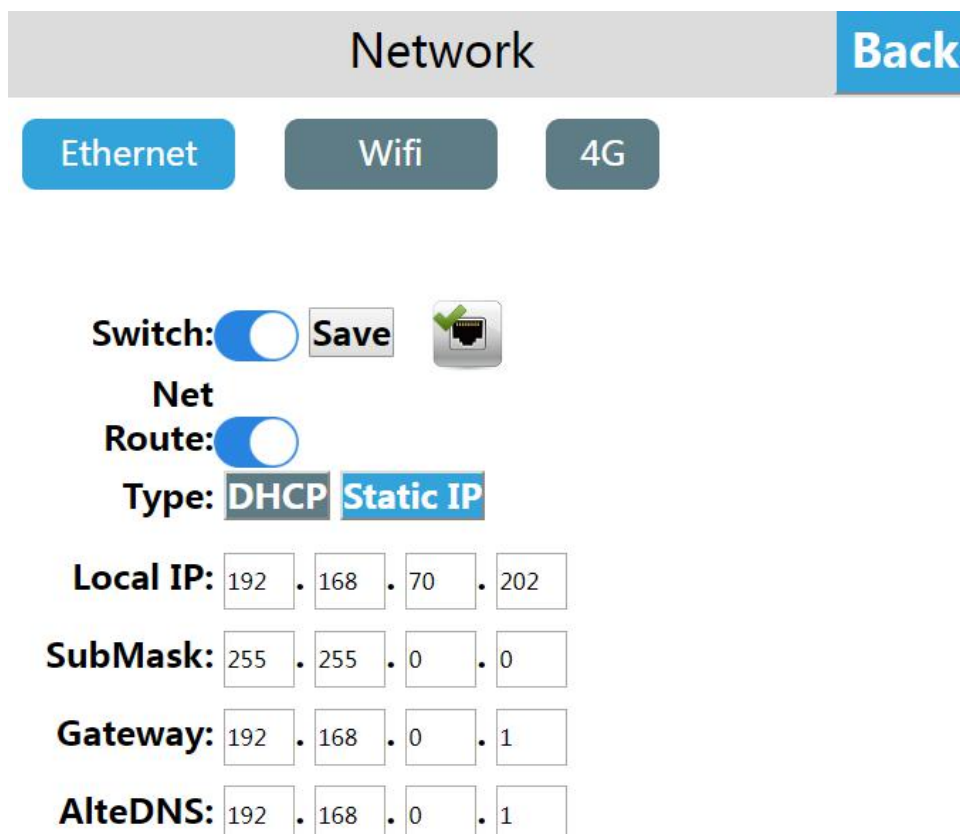 Network Back
Ethernet Wifi 4G
Switch: Save
Net
Route:
Type: DHCP Static IP
Local IP: 192 . 168 . 70 . 202
SubMask: 255 . 255 . 0 . 0
Gateway: 192 . 168 . 0 . 1
AlteDNS: 192 . 168 . 0 . 1